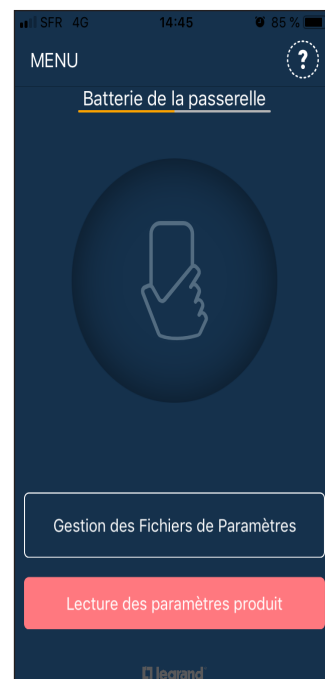 SFR 4G 14:45 85 %
MENU ?
Batterie de la passerelle
Gestion des Fichiers de Paramètres
Lecture des paramètres produit
legrand